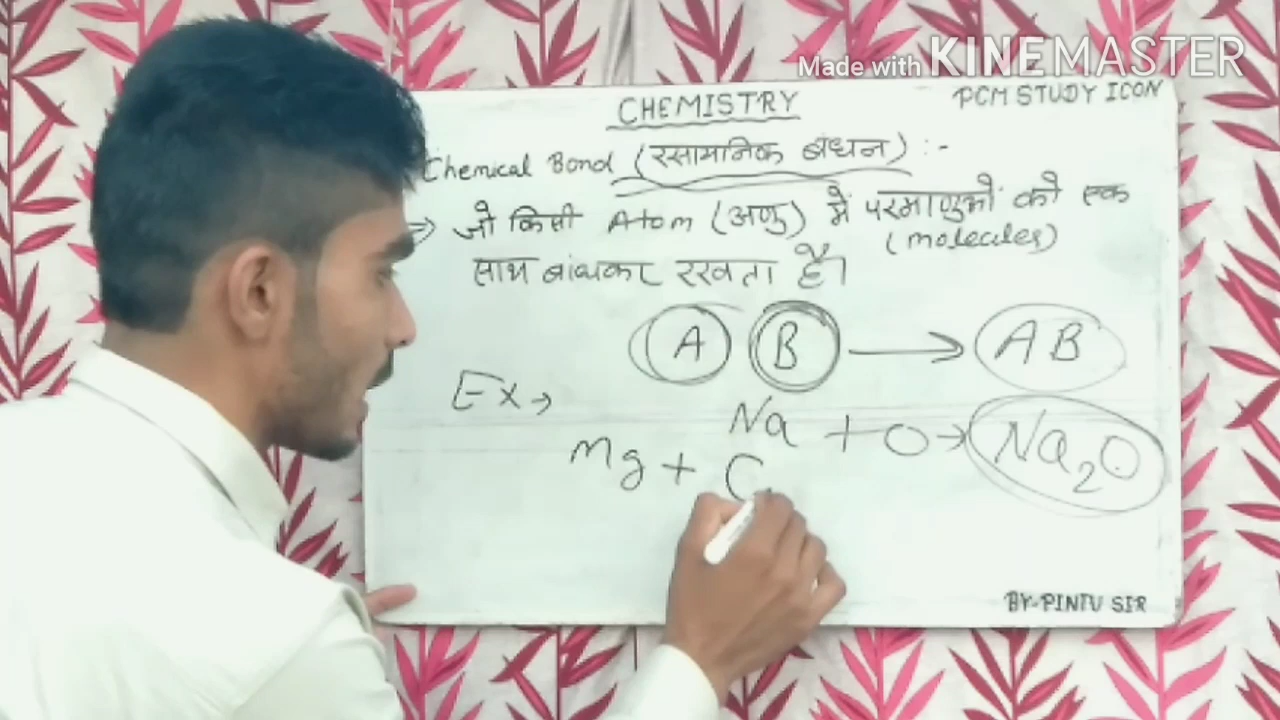 Made with KINEMASTER
CHEMISTRY
PCM STUDY ICON
Chemical Bond (रसामानिक बंधन) :-
⇒ जो किसी Atom (अणु) में परमाणुओं को एक
(molecules)
साथ बांधकर रखता है।
A B → AB
Ex→
Na + O → Na₂O
Mg + C
BY-PINTU SIR